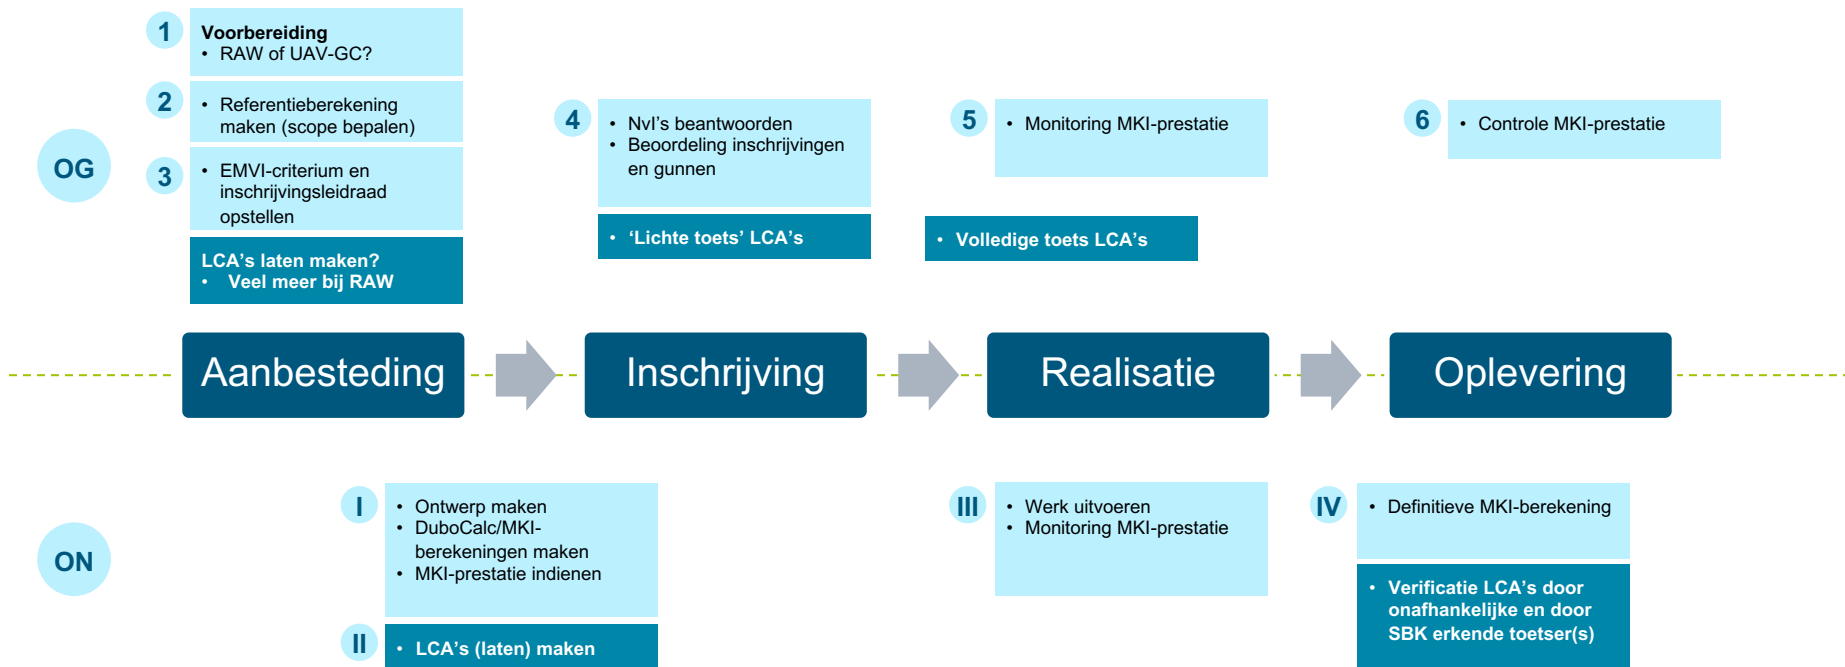 OG
1
Voorbereiding
• RAW of UAV-GC?
2
• Referentieberekening
maken (scope bepalen)
3
• EMVI-criterium en
inschrijvingsleidraad
opstellen
LCA's laten maken?
• Veel meer bij RAW
4
• NvI's beantwoorden
• Beoordeling inschrijvingen
en gunnen
• 'Lichte toets' LCA's
5
• Monitoring MKI-prestatie
• Volledige toets LCA's
6
• Controle MKI-prestatie
Aanbesteding
Inschrijving
Realisatie
Oplevering
ON
I
• Ontwerp maken
• DuboCalc/MKI-
berekeningen maken
• MKI-prestatie indienen
II
• LCA's (laten) maken
III
• Werk uitvoeren
• Monitoring MKI-prestatie
IV
• Definitieve MKI-berekening
• Verificatie LCA's door
onafhankelijke en door
SBK erkende toetser(s)